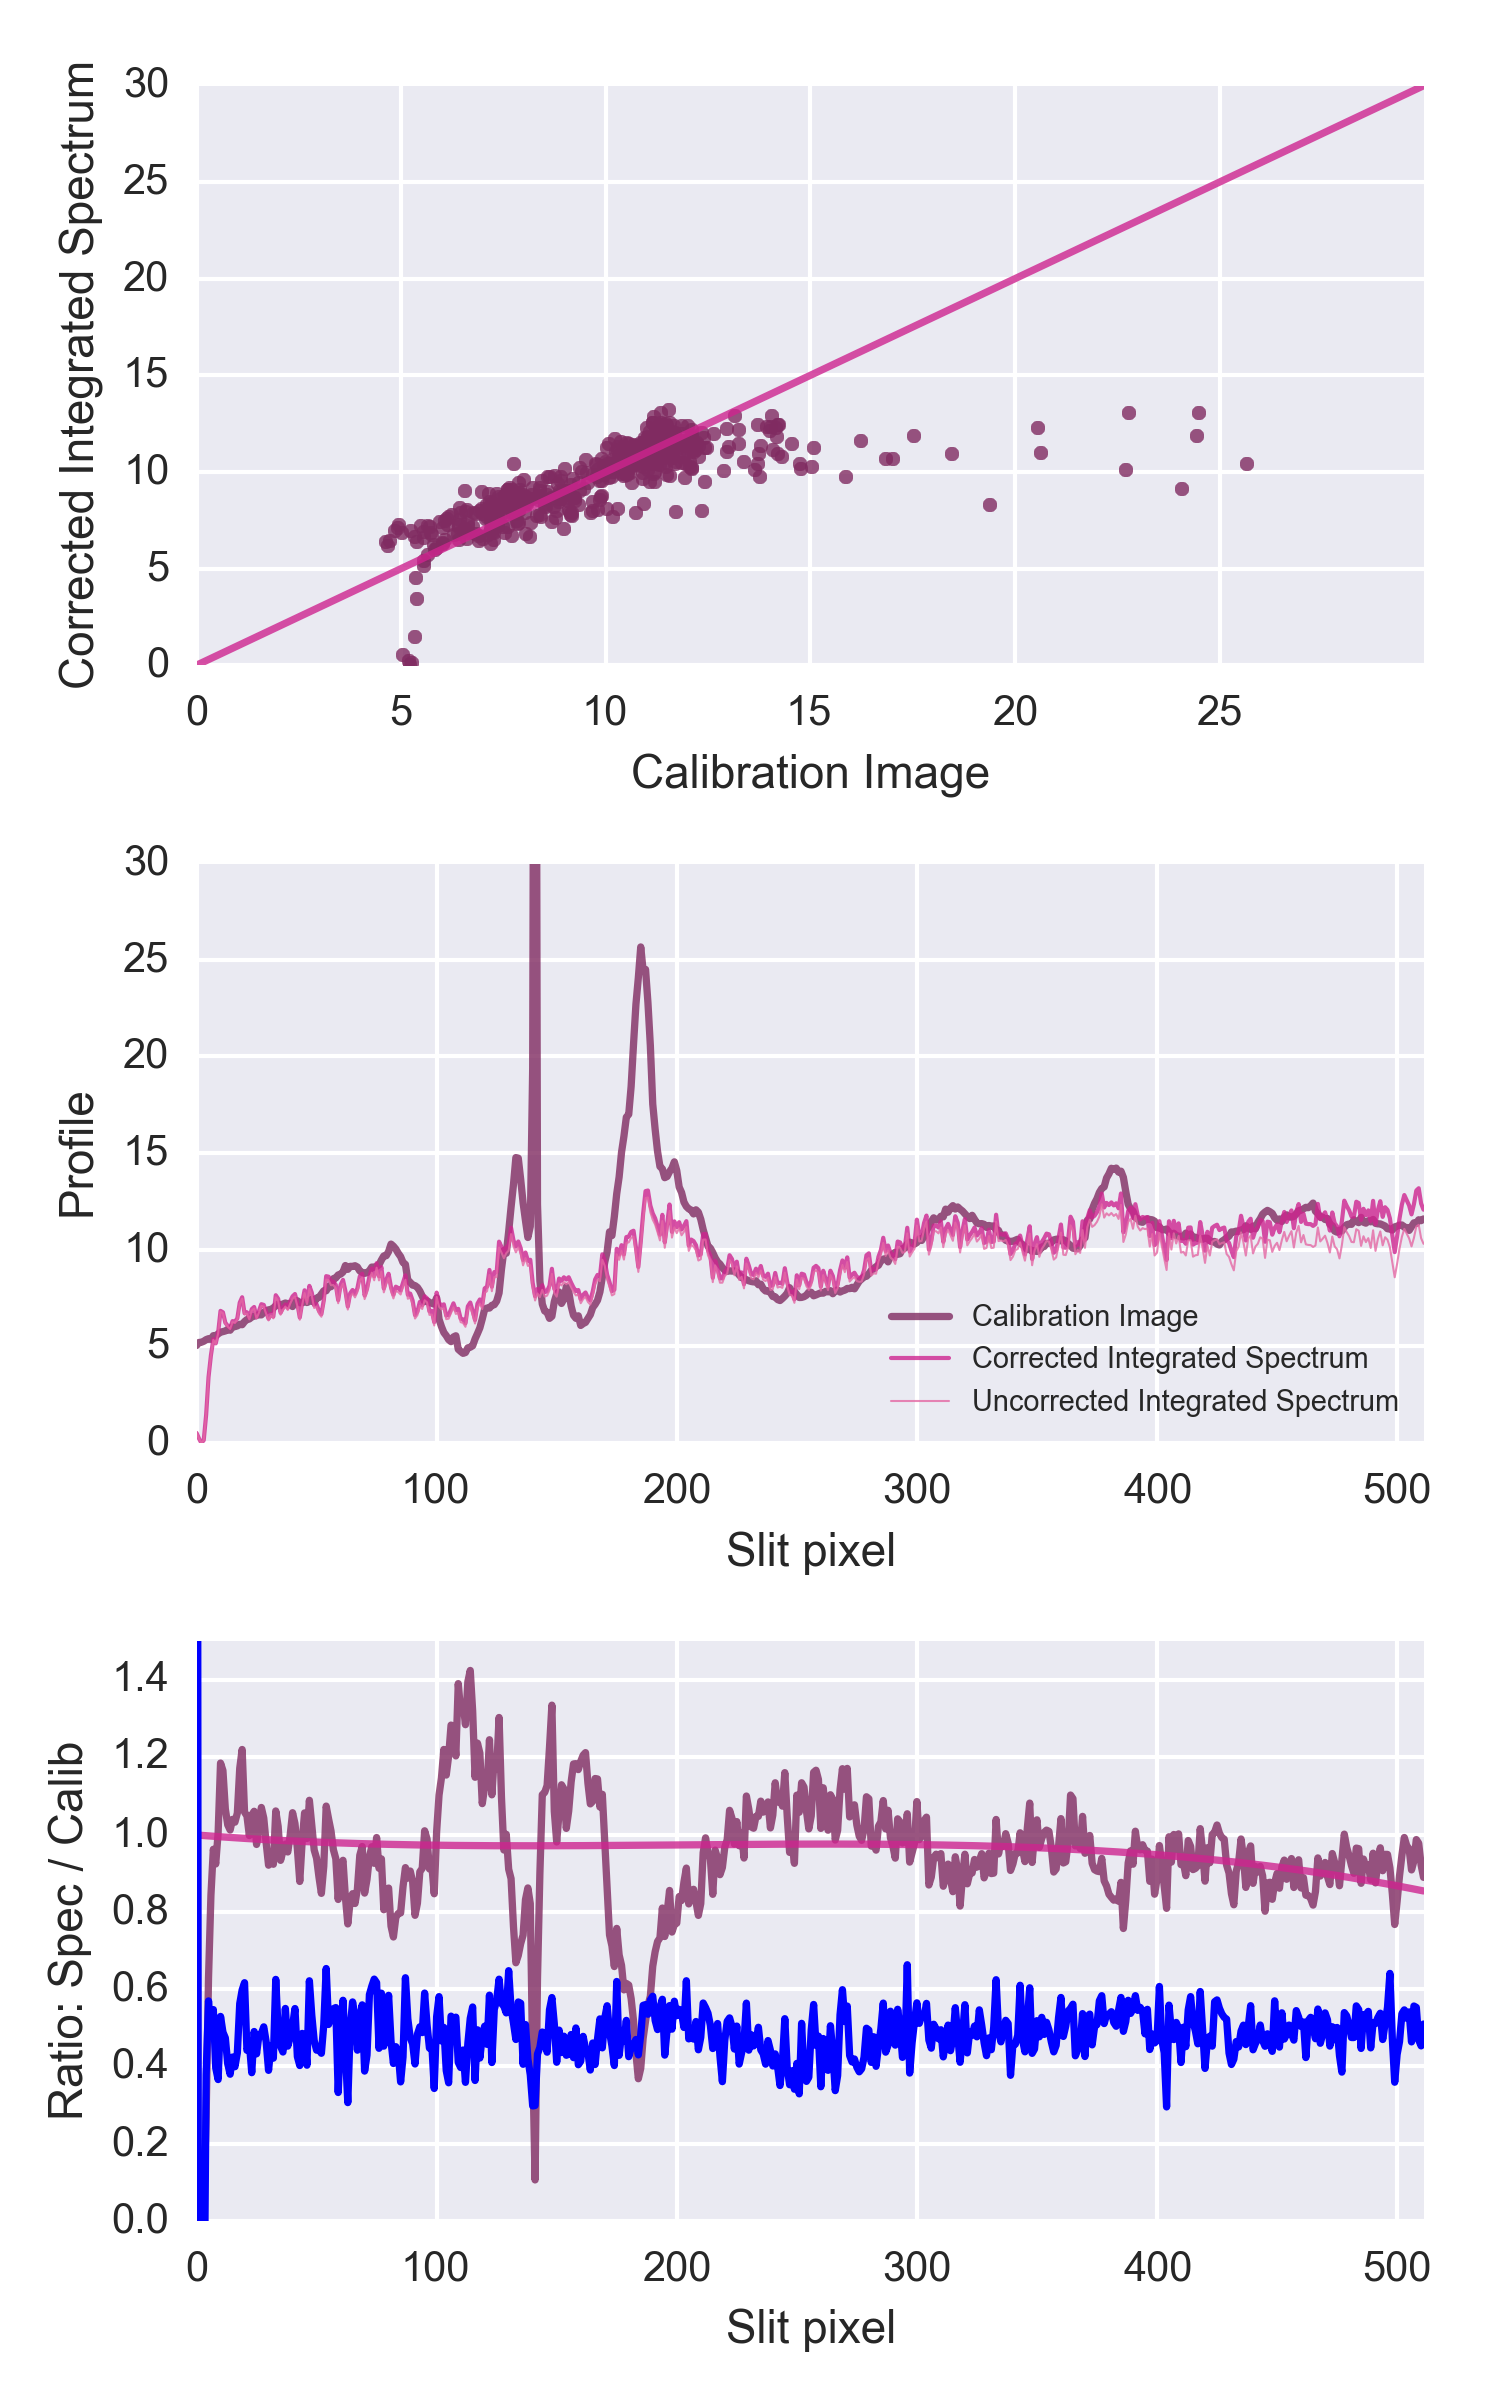 Corrected Integrated Spectrum
30
25
20
15
10
5
0
0 5 10 15 20 25
Calibration Image
Profile
30
25
20
15
10
5
0
Calibration Image
Corrected Integrated Spectrum
Uncorrected Integrated Spectrum
0 100 200 300 400 500
Slit pixel
Ratio: Spec / Calib
1.4
1.2
1.0
0.8
0.6
0.4
0.2
0.0
0 100 200 300 400 500
Slit pixel